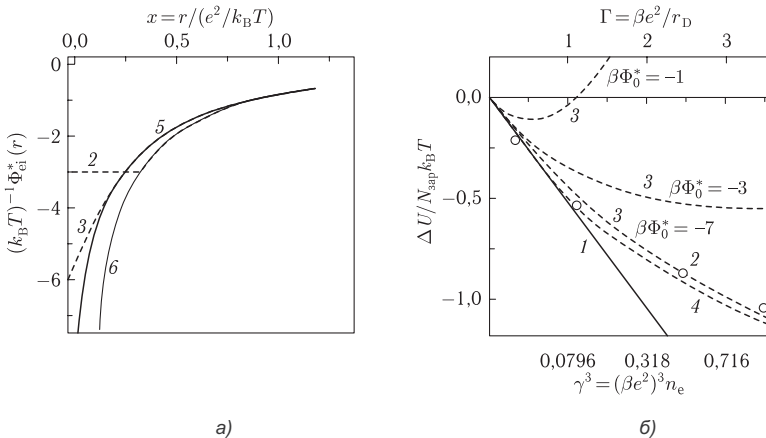 x = r/(e²/k_BT)
0,0 0,5 1,0
0
−2
−4
−6
(k_BT)⁻¹Φ*_ei(r)
2
3
5
6
а)
Γ = βe²/r_D
0 1 2 3
0,0
−0,5
−1,0
ΔU/N_зар k_BT
βΦ*₀ = −1
3
3
βΦ*₀ = −3
3
βΦ*₀ = −7
1
2
4
0,0796 0,318 0,716
γ³ = (βe²)³n_e
б)